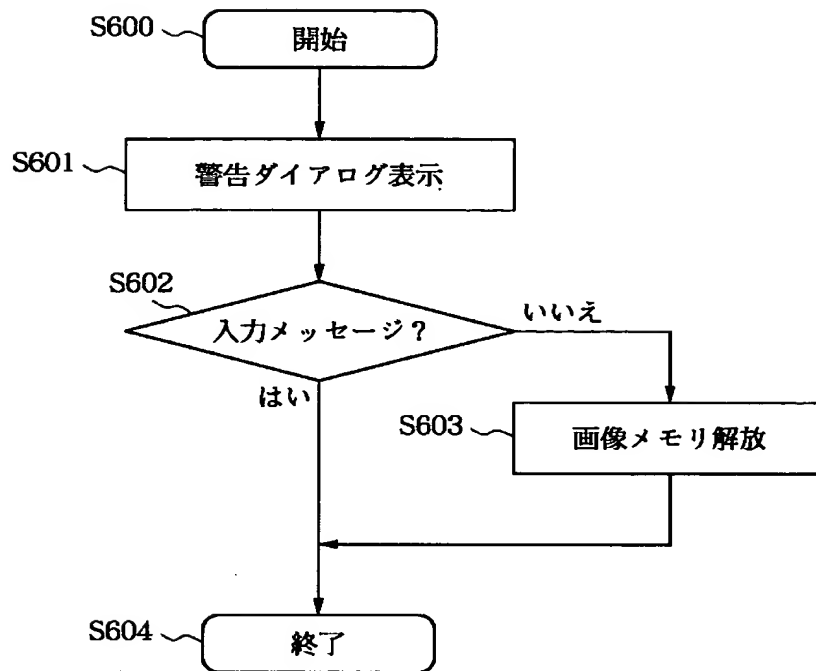 S600
開始
S601
警告ダイアログ表示
S602
入力メッセージ？
いいえ
はい
S603
画像メモリ解放
S604
終了